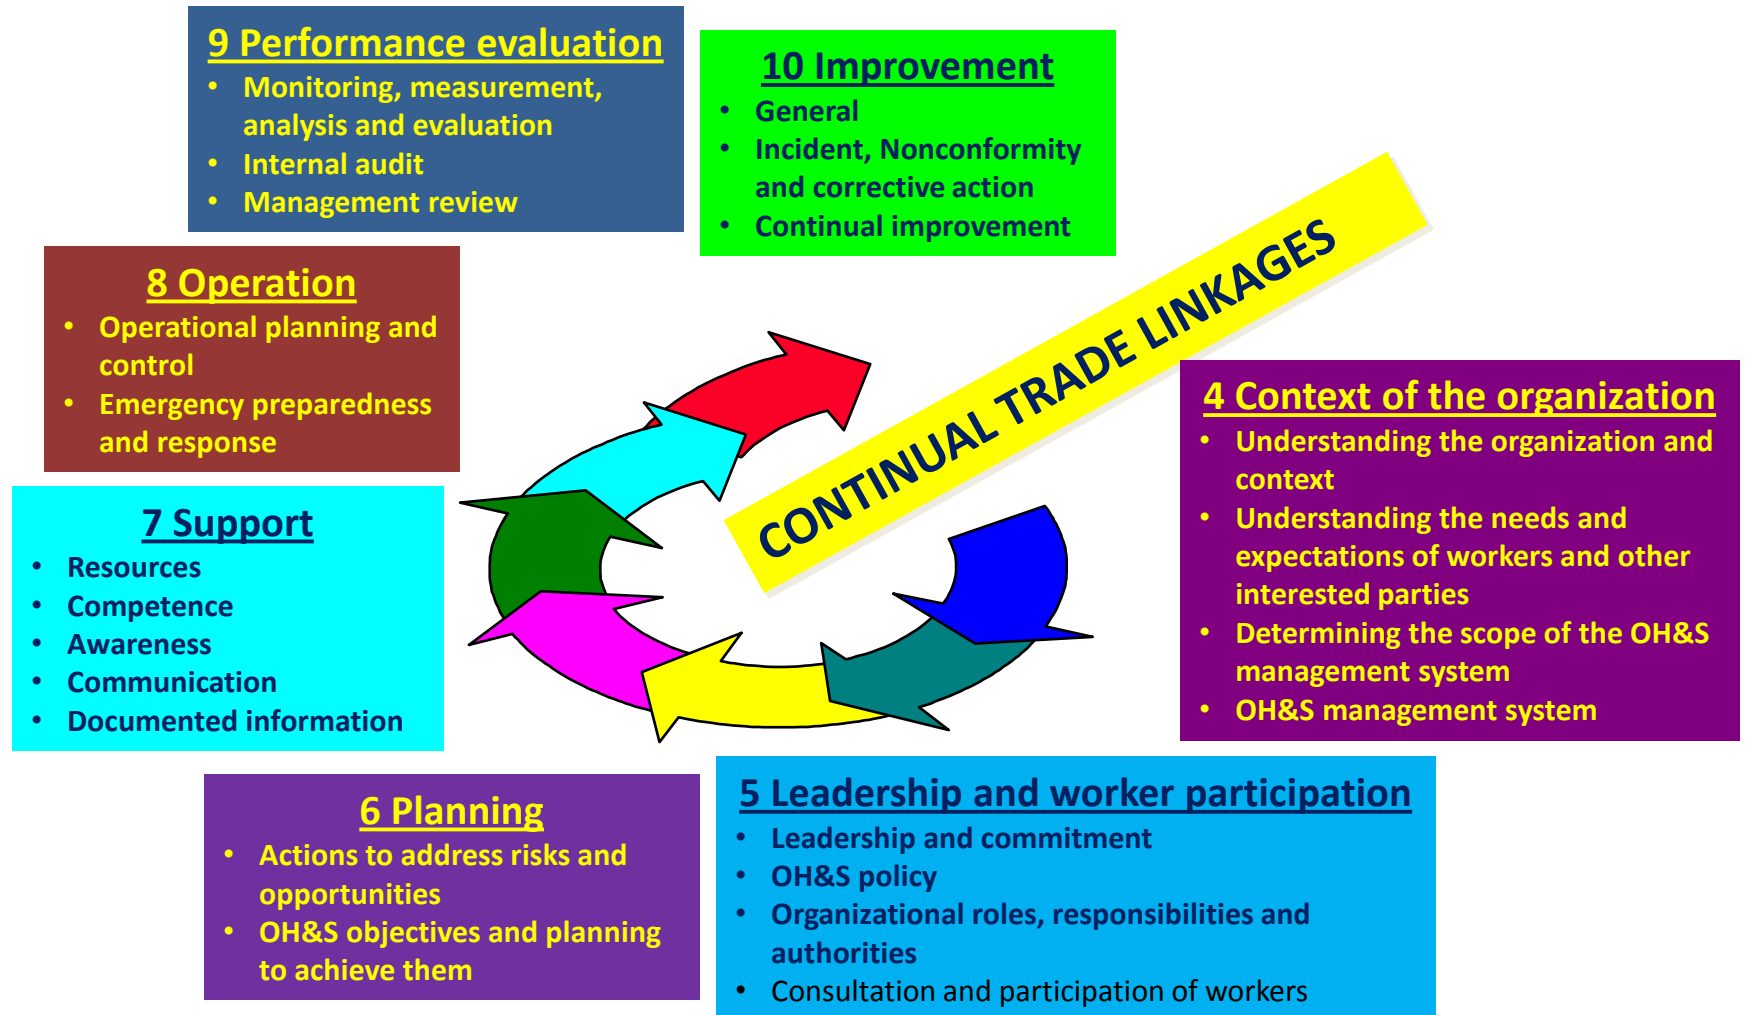 9 Performance evaluation
• Monitoring, measurement,
analysis and evaluation
• Internal audit
• Management review
10 Improvement
• General
• Incident, Nonconformity
and corrective action
• Continual improvement
8 Operation
• Operational planning and
control
• Emergency preparedness
and response
CONTINUAL TRADE LINKAGES
4 Context of the organization
• Understanding the organization and
context
• Understanding the needs and
expectations of workers and other
interested parties
• Determining the scope of the OH&S
management system
• OH&S management system
7 Support
• Resources
• Competence
• Awareness
• Communication
• Documented information
6 Planning
• Actions to address risks and
opportunities
• OH&S objectives and planning
to achieve them
5 Leadership and worker participation
• Leadership and commitment
• OH&S policy
• Organizational roles, responsibilities and
authorities
• Consultation and participation of workers